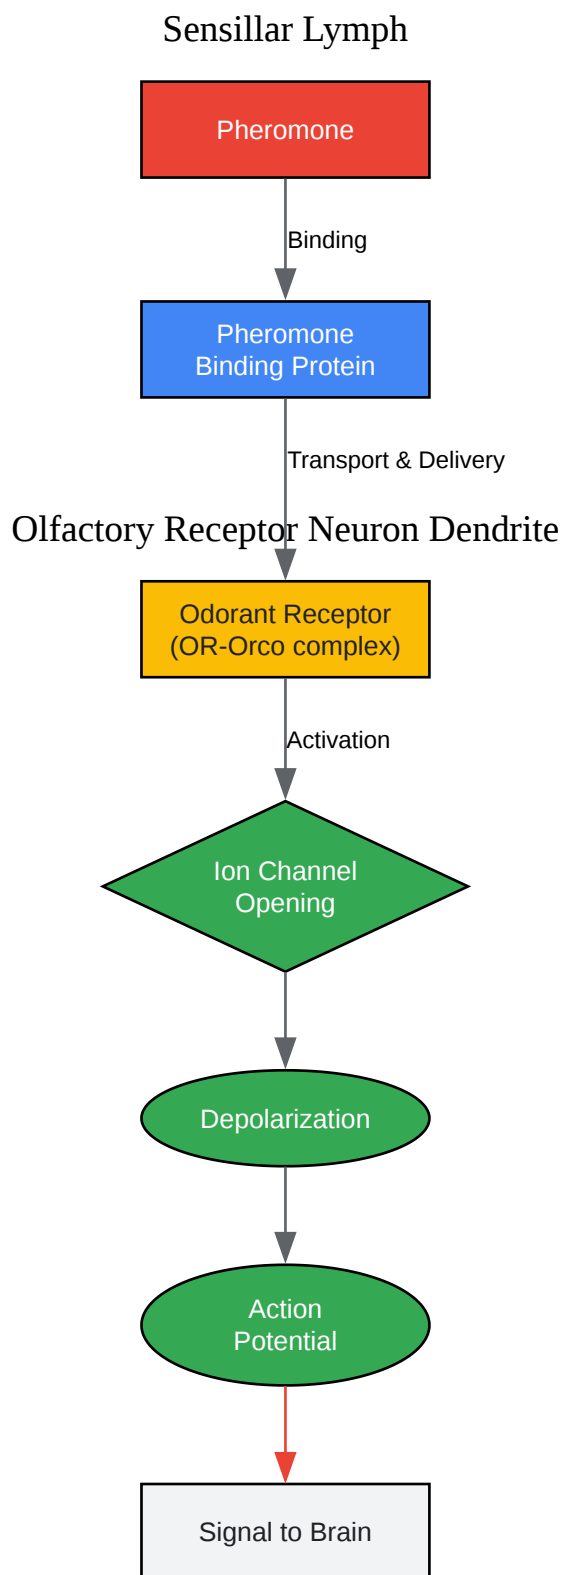 Sensillar Lymph
Pheromone
Binding
Pheromone
Binding Protein
Transport & Delivery
Olfactory Receptor Neuron Dendrite
Odorant Receptor
(OR-Orco complex)
Activation
Ion Channel
Opening
Depolarization
Action
Potential
Signal to Brain